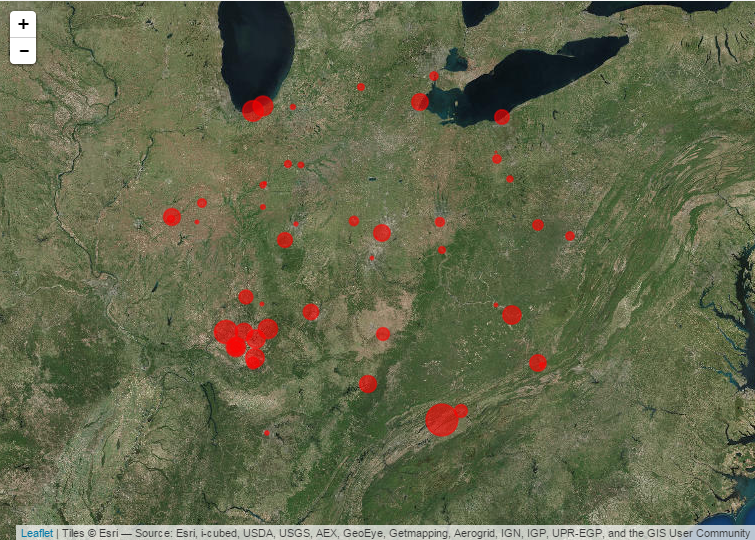 +
−
Leaflet | Tiles © Esri — Source: Esri, i-cubed, USDA, USGS, AEX, GeoEye, Getmapping, Aerogrid, IGN, IGP, UPR-EGP, and the GIS User Community